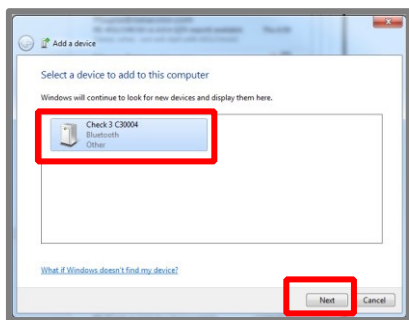 Add a device
Select a device to add to this computer
Windows will continue to look for new devices and display them here.
Check 3 C30004
Bluetooth
Other
What if Windows doesn't find my device?
Next
Cancel